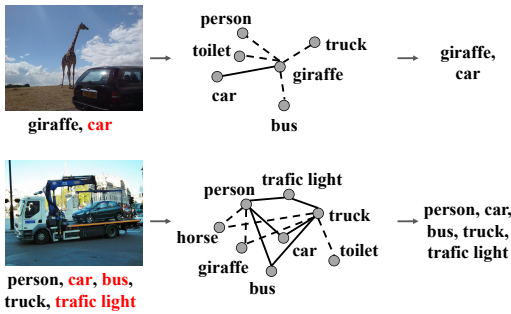 person
toilet
truck
giraffe
car
bus
giraffe,
car
giraffe, car
trafic light
person
truck
horse
car
giraffe
toilet
bus
person, car,
bus, truck,
trafic light
person, car, bus,
truck, trafic light